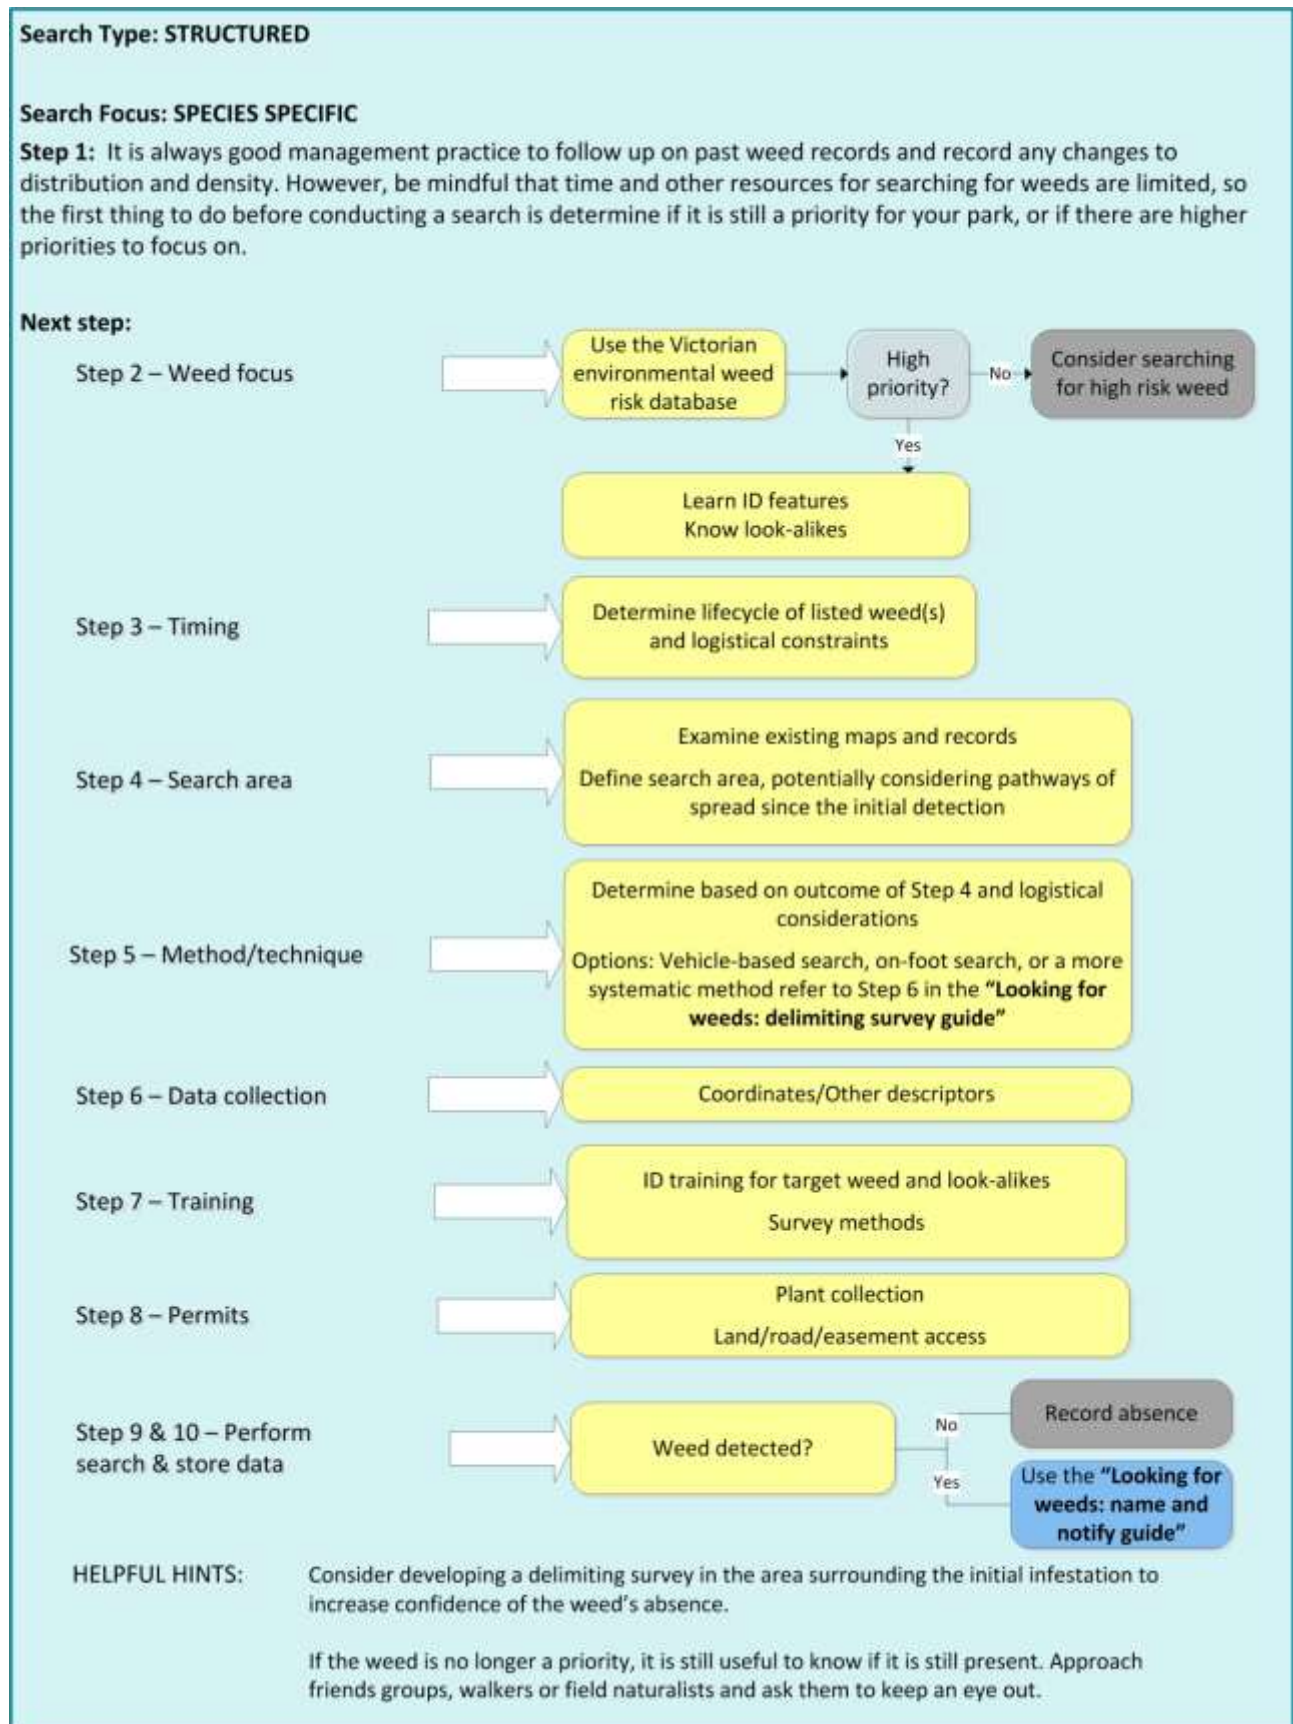 Search Type: STRUCTURED
Search Focus: SPECIES SPECIFIC
Step 1: It is always good management practice to follow up on past weed records and record any changes to
distribution and density. However, be mindful that time and other resources for searching for weeds are limited, so
the first thing to do before conducting a search is determine if it is still a priority for your park, or if there are higher
priorities to focus on.
Next step:
Step 2 – Weed focus
Use the Victorian
environmental weed
risk database
High
priority?
No
Consider searching
for high risk weed
Yes
Learn ID features
Know look-alikes
Step 3 – Timing
Determine lifecycle of listed weed(s)
and logistical constraints
Step 4 – Search area
Examine existing maps and records
Define search area, potentially considering pathways of
spread since the initial detection
Step 5 – Method/technique
Determine based on outcome of Step 4 and logistical
considerations
Options: Vehicle-based search, on-foot search, or a more
systematic method refer to Step 6 in the “Looking for
weeds: delimiting survey guide”
Step 6 – Data collection
Coordinates/Other descriptors
Step 7 – Training
ID training for target weed and look-alikes
Survey methods
Step 8 – Permits
Plant collection
Land/road/easement access
Step 9 & 10 – Perform
search & store data
Weed detected?
No
Record absence
Yes
Use the “Looking for
weeds: name and
notify guide”
HELPFUL HINTS:
Consider developing a delimiting survey in the area surrounding the initial infestation to
increase confidence of the weed’s absence.
If the weed is no longer a priority, it is still useful to know if it is still present. Approach
friends groups, walkers or field naturalists and ask them to keep an eye out.